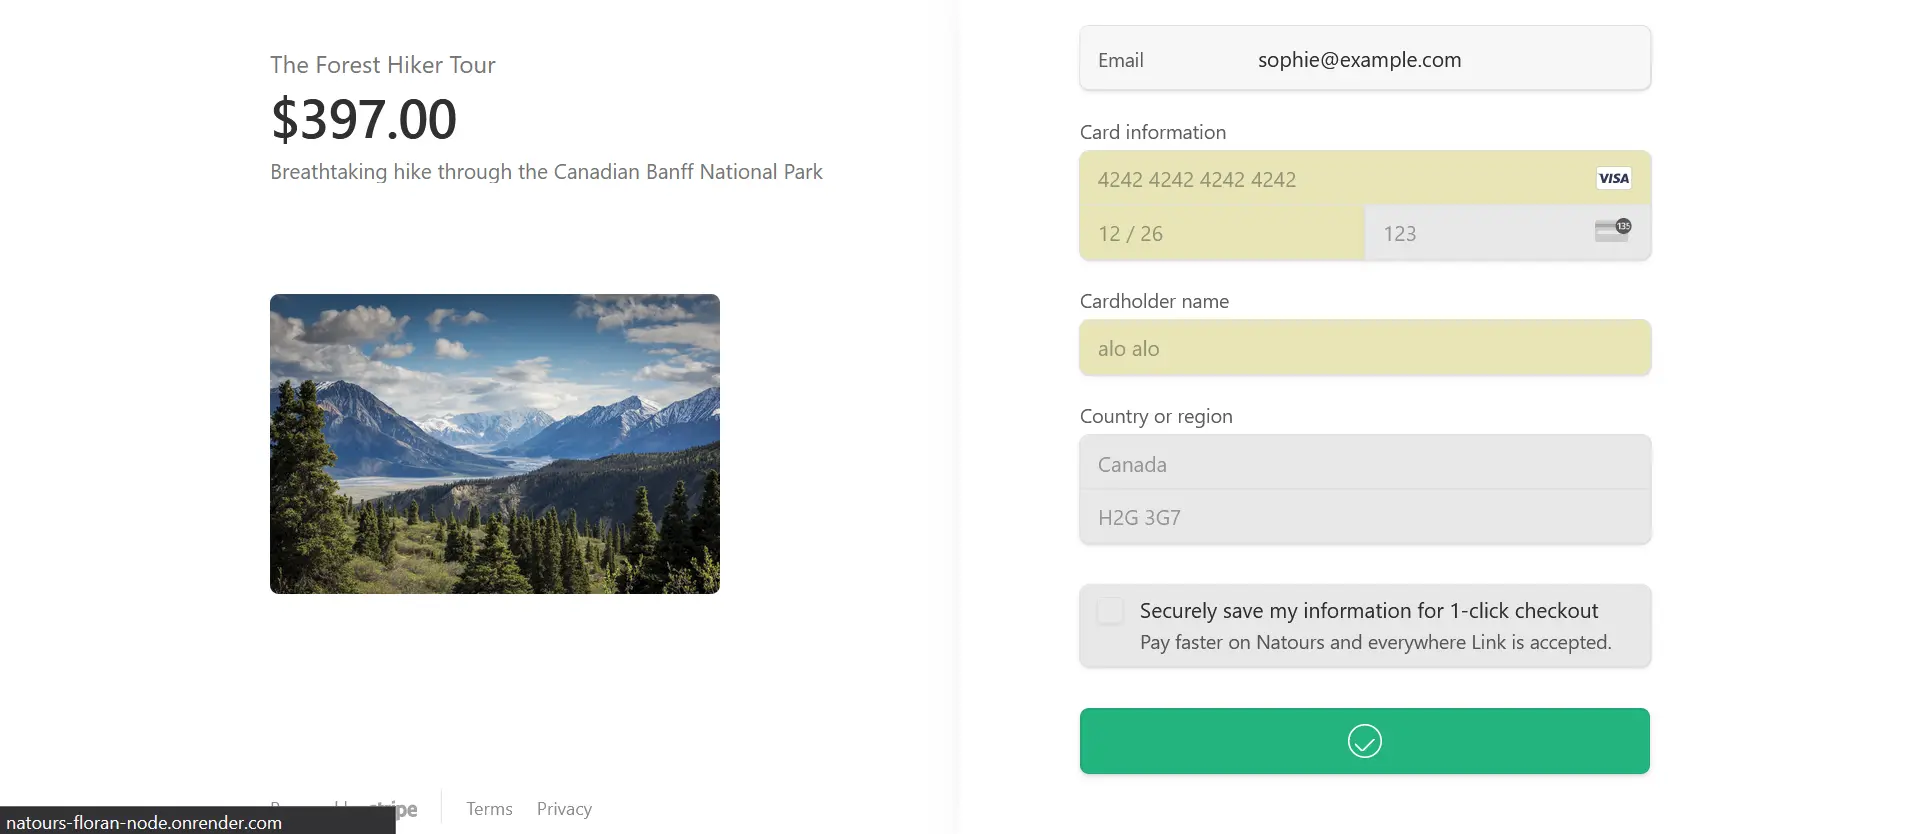 The Forest Hiker Tour
$397.00
Breathtaking hike through the Canadian Banff National Park
Terms
Privacy
natours-floran-node.onrender.com
Email
sophie@example.com
Card information
4242 4242 4242 4242
VISA
12 / 26
123
135
Cardholder name
alo alo
Country or region
Canada
H2G 3G7
Securely save my information for 1-click checkout
Pay faster on Natours and everywhere Link is accepted.